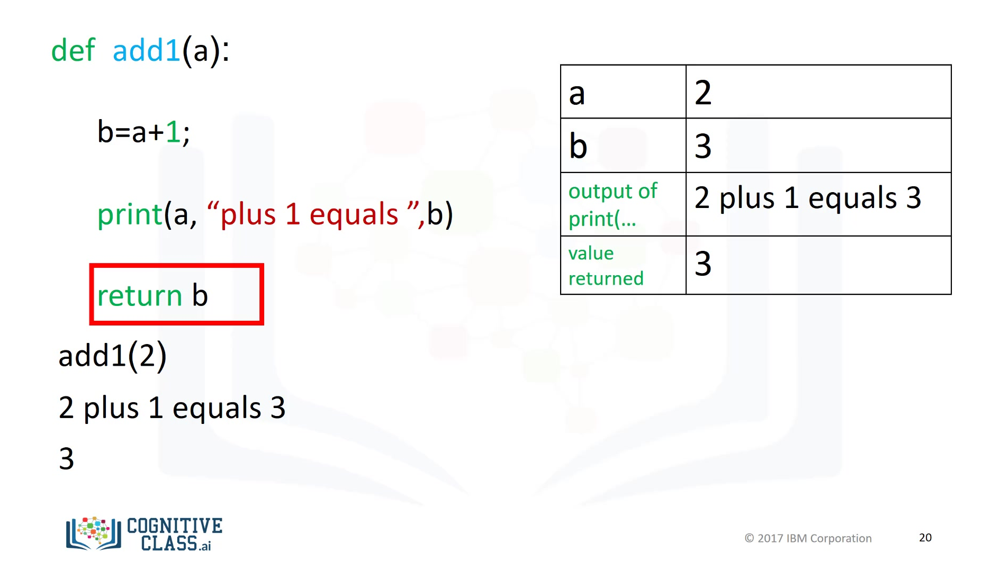 def add1(a):
b=a+1;
print(a, “plus 1 equals ”,b)
return b
add1(2)
2 plus 1 equals 3
3
a 2
b 3
output of print(… 2 plus 1 equals 3
value returned 3
COGNITIVE
CLASS.ai
© 2017 IBM Corporation 20